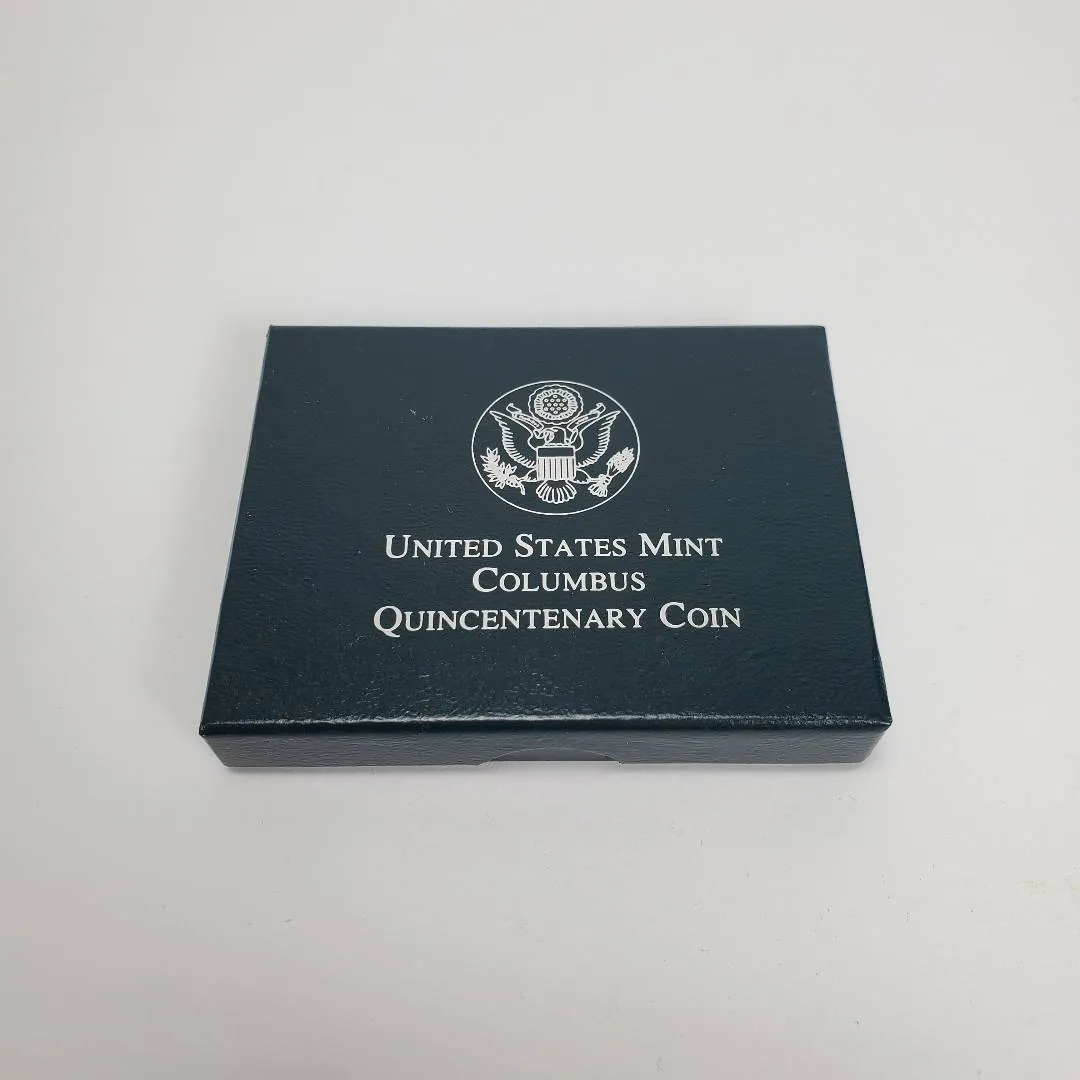 United States Mint
Columbus
Quincentenary Coin